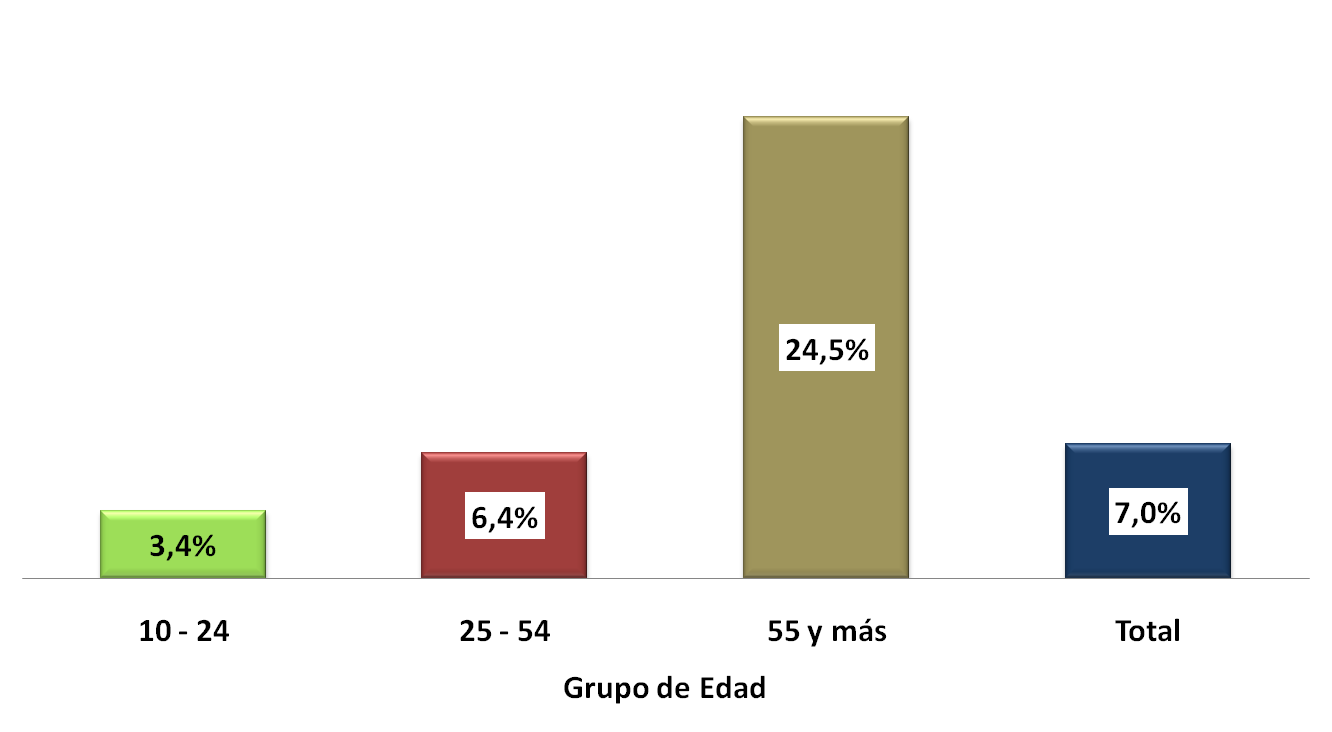 24,5%
6,4%
7,0%
3,4%
10 - 24
25 - 54
55 y más
Total
Grupo de Edad